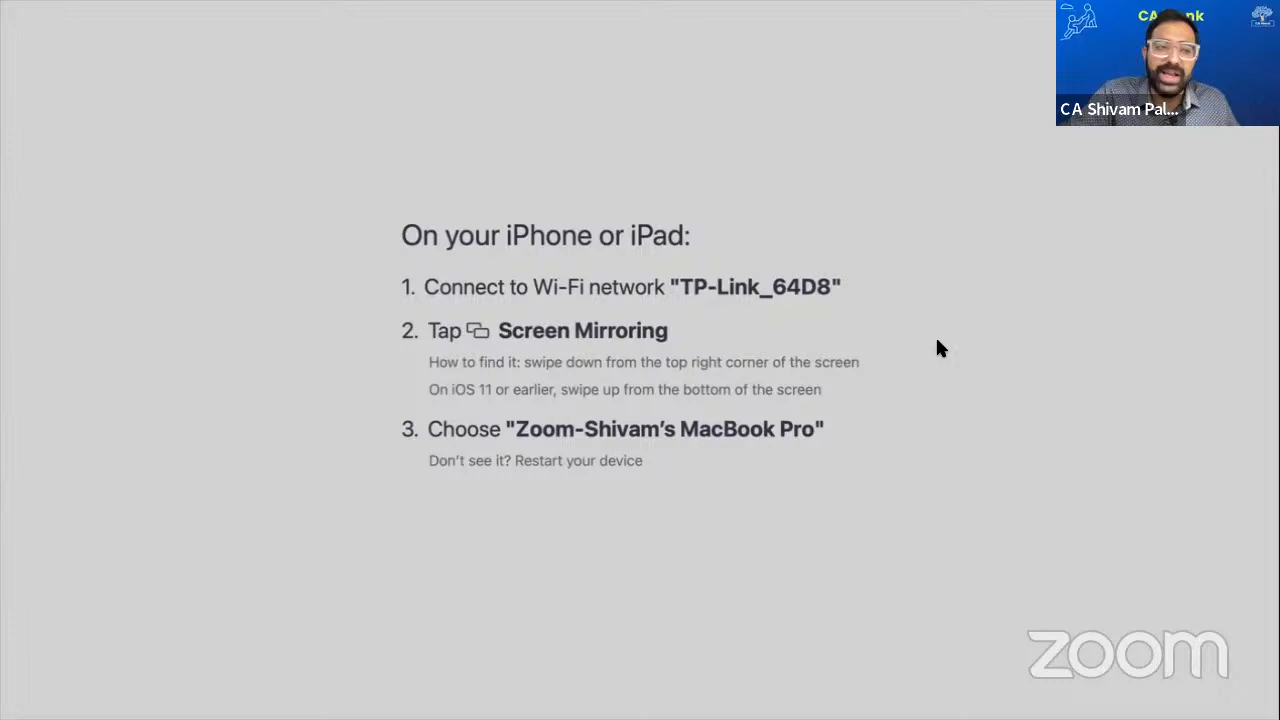 C A Shivam Pal...
On your iPhone or iPad:
1. Connect to Wi-Fi network "TP-Link_64D8"
2. Tap Screen Mirroring
How to find it: swipe down from the top right corner of the screen
On iOS 11 or earlier, swipe up from the bottom of the screen
3. Choose "Zoom-Shivam's MacBook Pro"
Don't see it? Restart your device
zoom